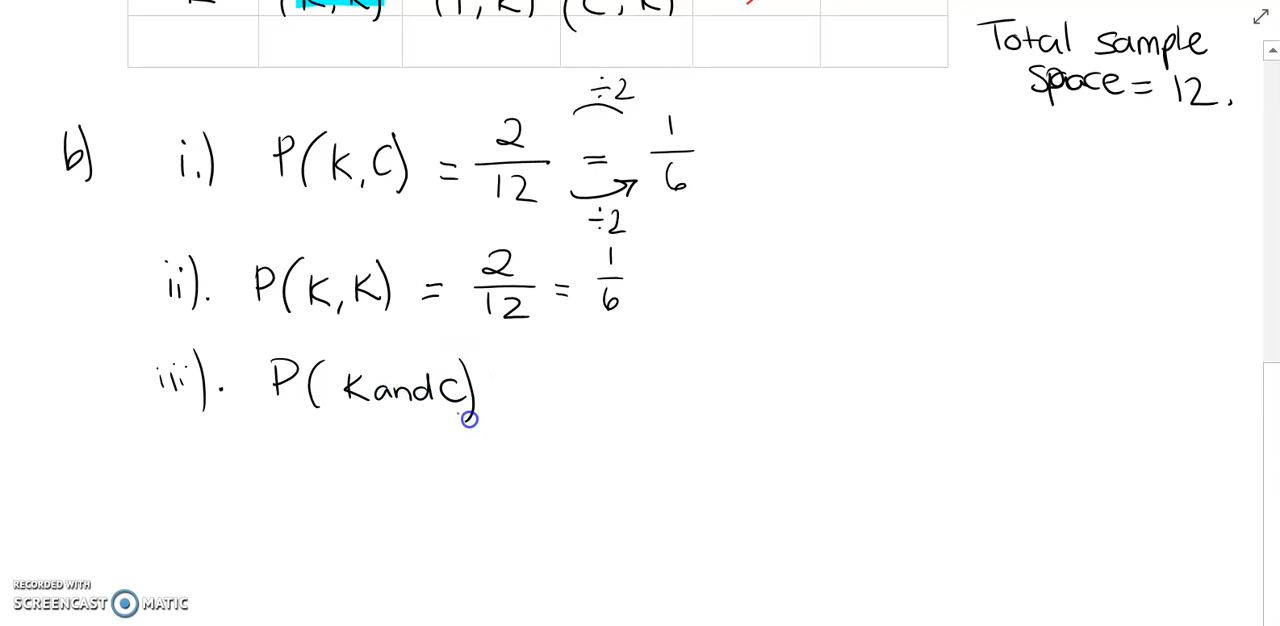 (K, K) (I, K) (C, K)
Total sample
space = 12.
÷2
b) i.) P(K, C) = 2/12 = 1/6
÷2
ii). P(K, K) = 2/12 = 1/6
iii). P( K and C)
RECORDED WITH
SCREENCAST MATIC